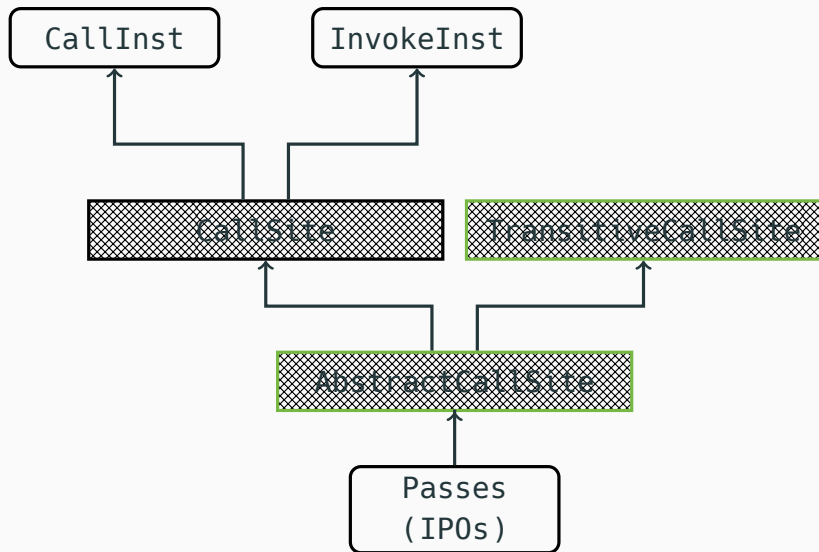 CallInst
InvokeInst
CallSite
TransitiveCallSite
AbstractCallSite
Passes
(IPOs)